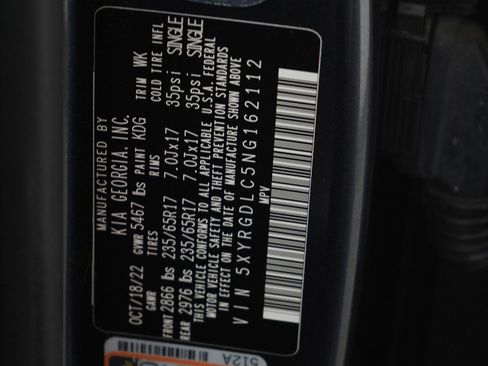 MANUFACTURED BY
KIA GEORGIA, INC.
OCT/18/22 GVWR 5467 lbs PAINT KDG TRIM WK
GAWR TIRES RIMS COLD TIRE INFL
FRONT 2866 lbs 235/65R17 7.0Jx17 35psi SINGLE
REAR 2976 lbs 235/65R17 7.0Jx17 35psi SINGLE
THIS VEHICLE CONFORMS TO ALL APPLICABLE U.S.A. FEDERAL
MOTOR VEHICLE SAFETY AND THEFT PREVENTION STANDARDS
IN EFFECT ON THE DATE OF MANUFACTURE SHOWN ABOVE
VIN 5XYRGDLC5NG162112
MPV
512A